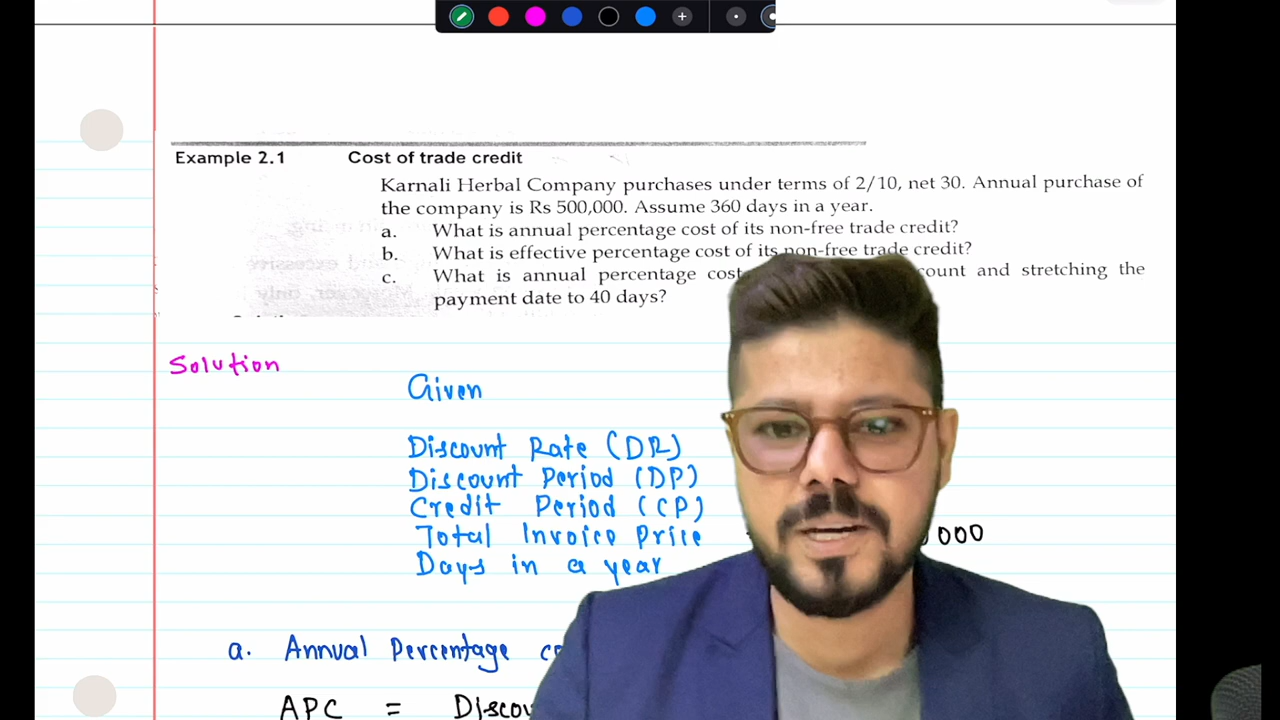 Example 2.1 Cost of trade credit
Karnali Herbal Company purchases under terms of 2/10, net 30. Annual purchase of
the company is Rs 500,000. Assume 360 days in a year.
a. What is annual percentage cost of its non-free trade credit?
b. What is effective percentage cost of its non-free trade credit?
c. What is annual percentage cost count and stretching the
payment date to 40 days?
Solution
Given
Discount Rate (DR)
Discount Period (DP)
Credit Period (CP)
Total Invoice Price 000
Days in a year
a. Annual Percentage
APC =